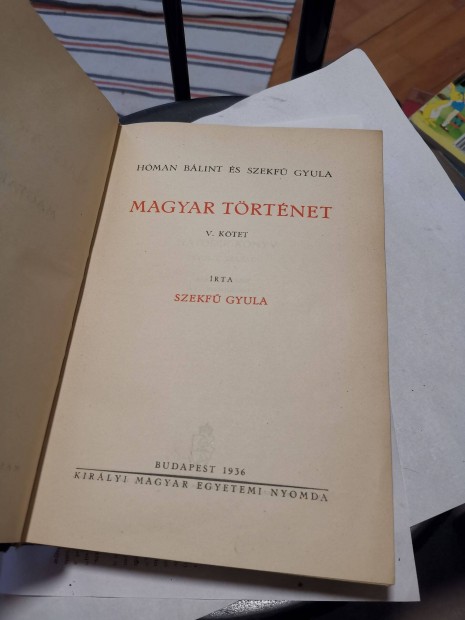 HÓMAN BÁLINT ÉS SZEKFŰ GYULA
MAGYAR TÖRTÉNET
V. KÖTET
ÍRTA
SZEKFŰ GYULA
BUDAPEST 1936
KIRÁLYI MAGYAR EGYETEMI NYOMDA